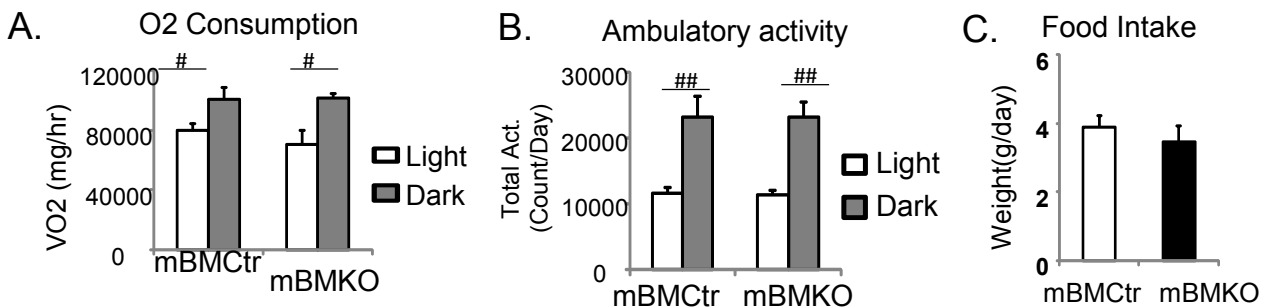 A.
O2 Consumption
#
#
120000
80000
40000
0
VO2 (mg/hr)
mBMCtr
mBMKO
Light
Dark
B.
Ambulatory activity
##
##
30000
20000
10000
0
Total Act.
(Count/Day)
mBMCtr
mBMKO
Light
Dark
C.
Food Intake
6
4
2
0
Weight(g/day)
mBMCtr
mBMKO